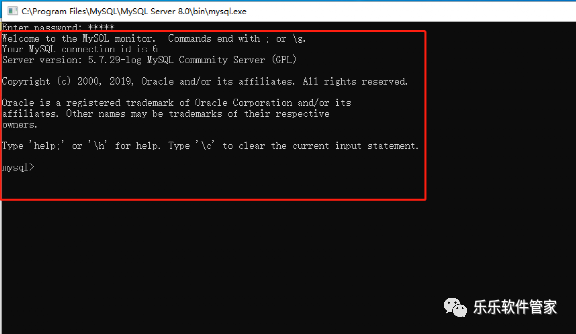 C:\Program Files\MySQL\MySQL Server 8.0\bin\mysql.exe
Enter password: *****
Welcome to the MySQL monitor.  Commands end with ; or \g.
Your MySQL connection id is 6
Server version: 5.7.29-log MySQL Community Server (GPL)
Copyright (c) 2000, 2019, Oracle and/or its affiliates. All rights reserved.
Oracle is a registered trademark of Oracle Corporation and/or its
affiliates. Other names may be trademarks of their respective
owners.
Type 'help;' or '\h' for help. Type '\c' to clear the current input statement.
mysql>
乐乐软件管家